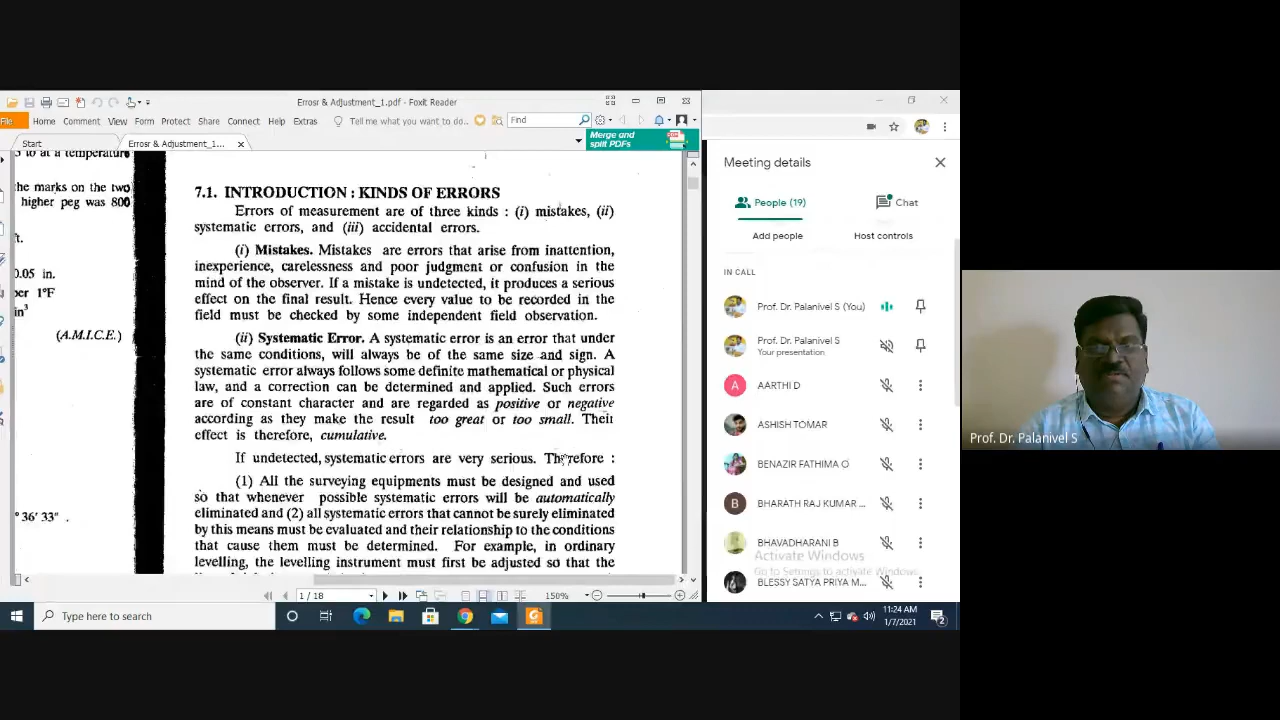 Errosr & Adjustment_1.pdf - Foxit Reader
File Home Comment View Form Protect Share Connect Help Extras Tell me what you want to do.. Find
Start
Errosr & Adjustment_1...
Merge and
split PDFs
to at a temperature
the marks on the two
higher peg was 800
ft.
0.05 in.
per 1°F
in³
(A.M.I.C.E.)
° 36′ 33″ .
7.1. INTRODUCTION : KINDS OF ERRORS
Errors of measurement are of three kinds : (i) mistakes, (ii)
systematic errors, and (iii) accidental errors.
(i) Mistakes. Mistakes are errors that arise from inattention,
inexperience, carelessness and poor judgment or confusion in the
mind of the observer. If a mistake is undetected, it produces a serious
effect on the final result. Hence every value to be recorded in the
field must be checked by some independent field observation.
(ii) Systematic Error. A systematic error is an error that under
the same conditions, will always be of the same size and sign. A
systematic error always follows some definite mathematical or physical
law, and a correction can be determined and applied. Such errors
are of constant character and are regarded as positive or negative
according as they make the result too great or too small. Their
effect is therefore, cumulative.
If undetected, systematic errors are very serious. Therefore :
(1) All the surveying equipments must be designed and used
so that whenever possible systematic errors will be automatically
eliminated and (2) all systematic errors that cannot be surely eliminated
by this means must be evaluated and their relationship to the conditions
that cause them must be determined. For example, in ordinary
levelling, the levelling instrument must first be adjusted so that the
1 / 18
150%
Meeting details
People (19)
Chat
Add people
Host controls
IN CALL
Prof. Dr. Palanivel S (You)
Prof. Dr. Palanivel S
Your presentation
A AARTHI D
ASHISH TOMAR
BENAZIR FATHIMA O
B BHARATH RAJ KUMAR ...
BHAVADHARANI B
BLESSY SATYA PRIYA M...
Activate Windows
Go to Settings to activate Windows.
Type here to search
11:24 AM
1/7/2021
2
Prof. Dr. Palanivel S